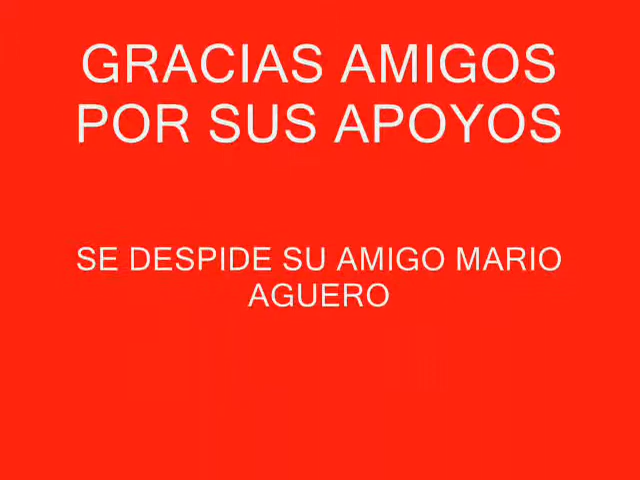 GRACIAS AMIGOS
POR SUS APOYOS
SE DESPIDE SU AMIGO MARIO
AGUERO